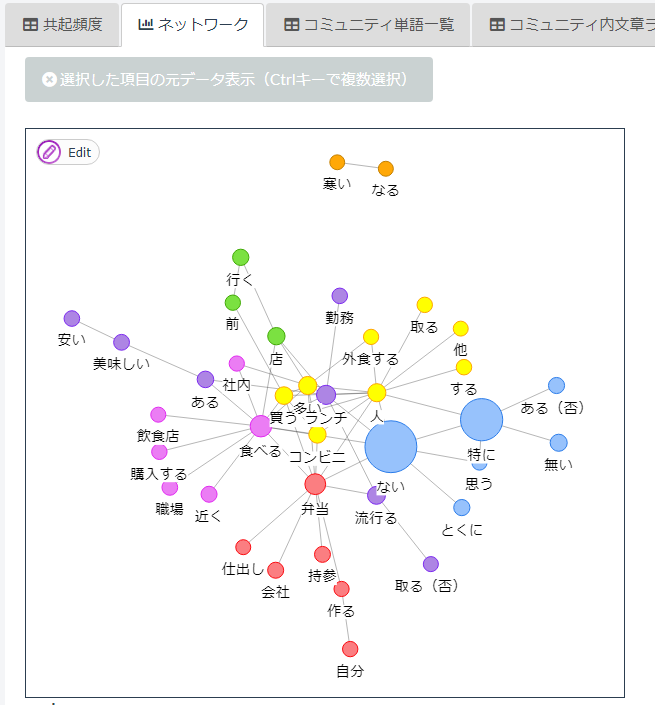 共起頻度
ネットワーク
コミュニティ単語一覧
コミュニティ内文章ラ
選択した項目の元データ表示（Ctrlキーで複数選択）
Edit
寒い
なる
行く
前
勤務
取る
安い
美味しい
店
外食する
他
社内
ある
する
買う
多い
ランチ
人
ある（否）
飲食店
食べる
コンビニ
特に
無い
購入する
ない
思う
職場
近く
弁当
流行る
とくに
仕出し
会社
持参
取る（否）
作る
自分